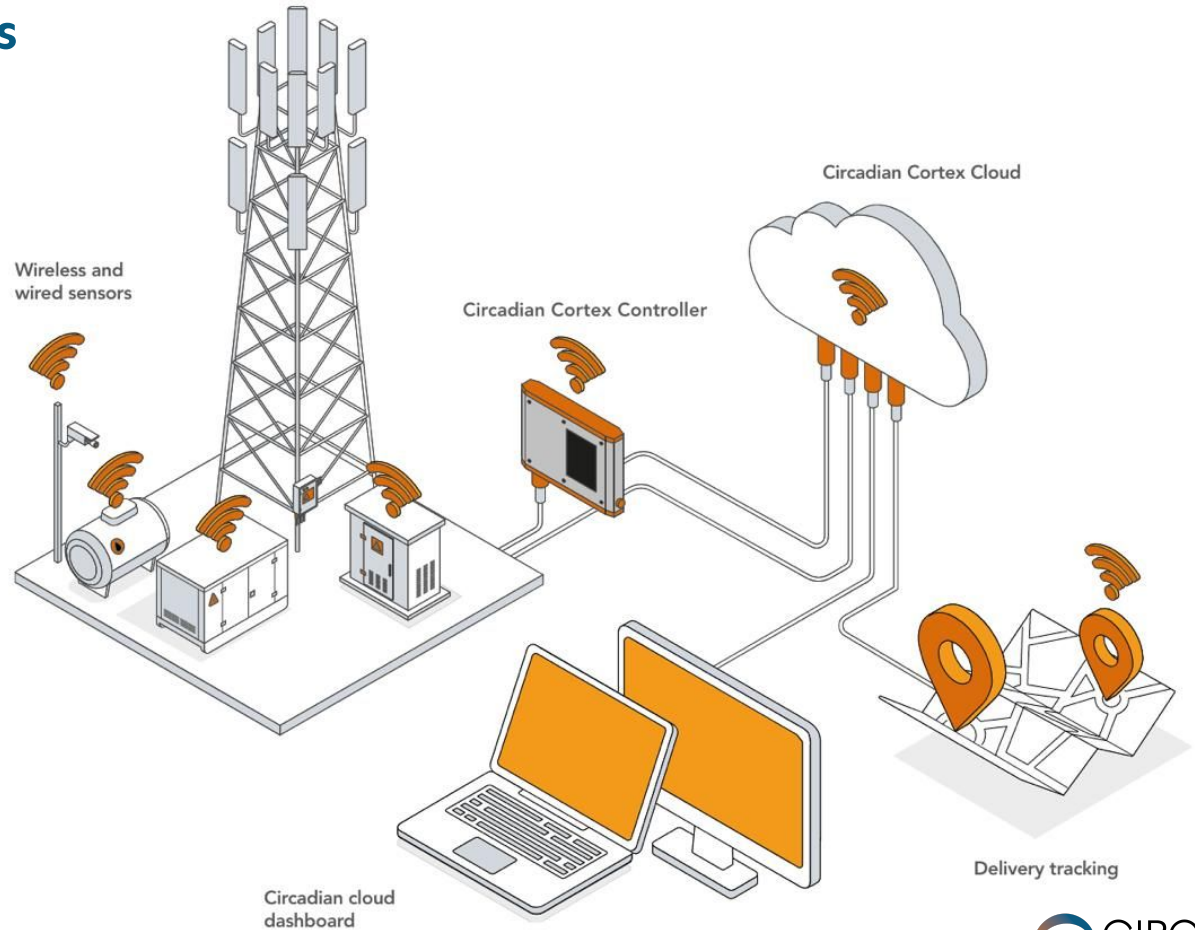 s
Circadian Cortex Cloud
Wireless and
wired sensors
Circadian Cortex Controller
Delivery tracking
Circadian cloud
dashboard